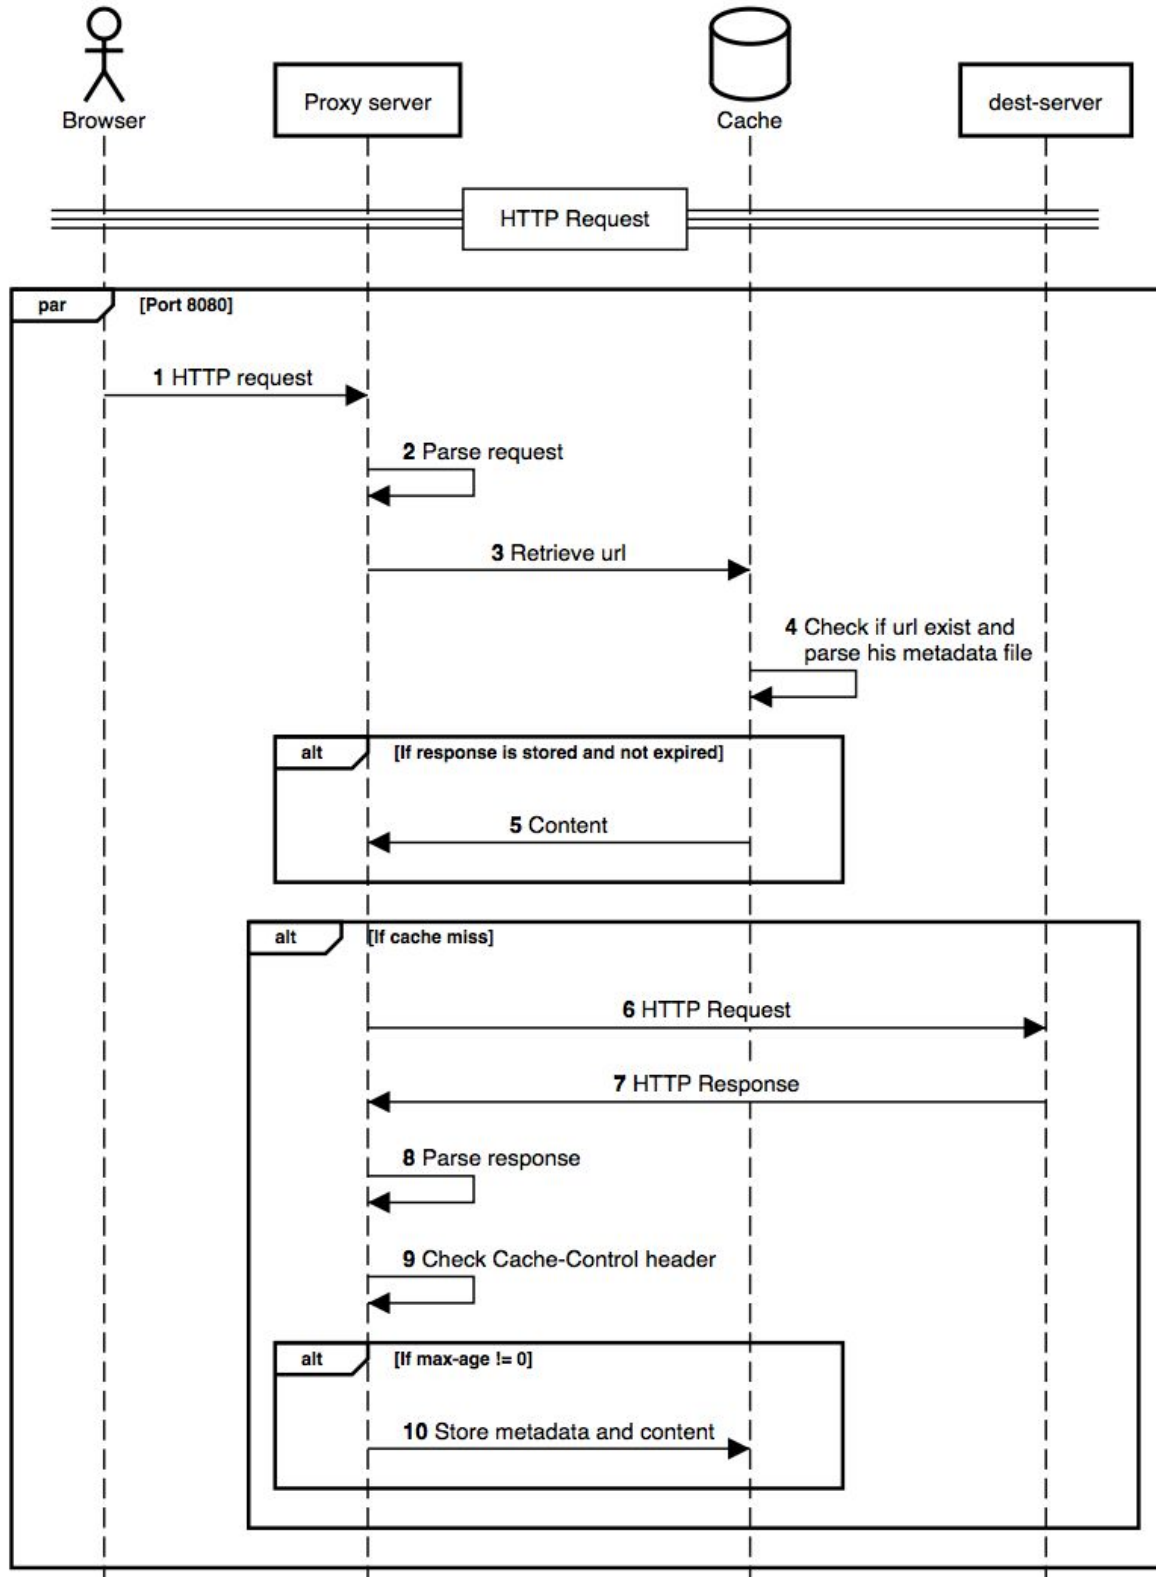 Browser
Proxy server
Cache
dest-server
HTTP Request
par [Port 8080]
1 HTTP request
2 Parse request
3 Retrieve url
4 Check if url exist and
parse his metadata file
alt [If response is stored and not expired]
5 Content
alt [If cache miss]
6 HTTP Request
7 HTTP Response
8 Parse response
9 Check Cache-Control header
alt [If max-age != 0]
10 Store metadata and content